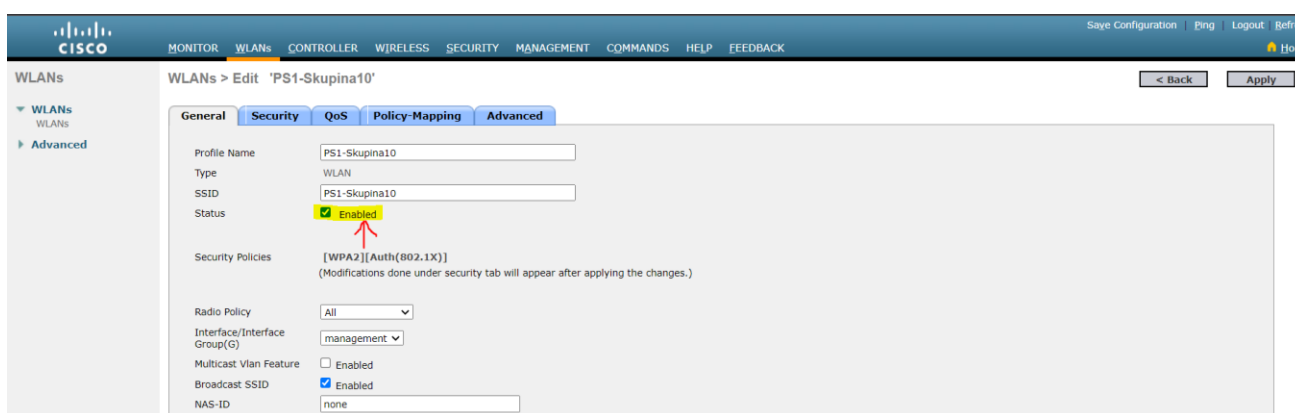 Save Configuration | Ping | Logout | Refr
CISCO
MONITOR WLANs CONTROLLER WIRELESS SECURITY MANAGEMENT COMMANDS HELP FEEDBACK
Ho
WLANs
WLANs > Edit 'PS1-Skupina10'
< Back
Apply
WLANs
WLANs
Advanced
General Security QoS Policy-Mapping Advanced
Profile Name PS1-Skupina10
Type WLAN
SSID PS1-Skupina10
Status Enabled
Security Policies [WPA2][Auth(802.1X)]
(Modifications done under security tab will appear after applying the changes.)
Radio Policy All
Interface/Interface Group(G) management
Multicast Vlan Feature Enabled
Broadcast SSID Enabled
NAS-ID none